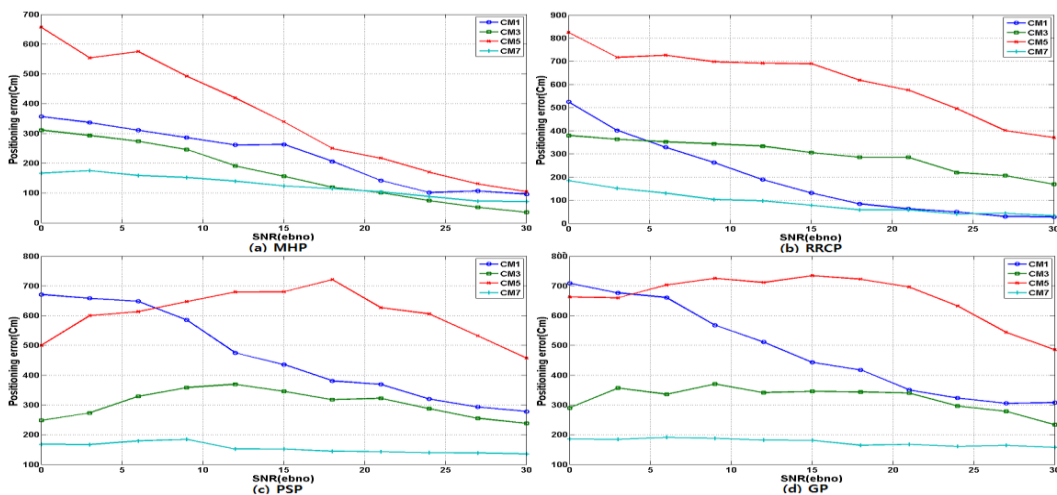 Positioning error(Cm)
700
600
500
400
300
200
100
0
0 5 10 15 20 25 30
SNR(ebno)
(a) MHP
CM1
CM3
CM5
CM7
Positioning error(Cm)
900
800
700
600
500
400
300
200
100
0
0 5 10 15 20 25 30
SNR(ebno)
(b) RRCP
CM1
CM3
CM5
CM7
Positioning error(Cm)
800
700
600
500
400
300
200
100
0 5 10 15 20 25 30
SNR(ebno)
(c) PSP
CM1
CM3
CM5
CM7
Positioning error(Cm)
800
700
600
500
400
300
200
100
0 5 10 15 20 25 30
SNR(ebno)
(d) GP
CM1
CM3
CM5
CM7